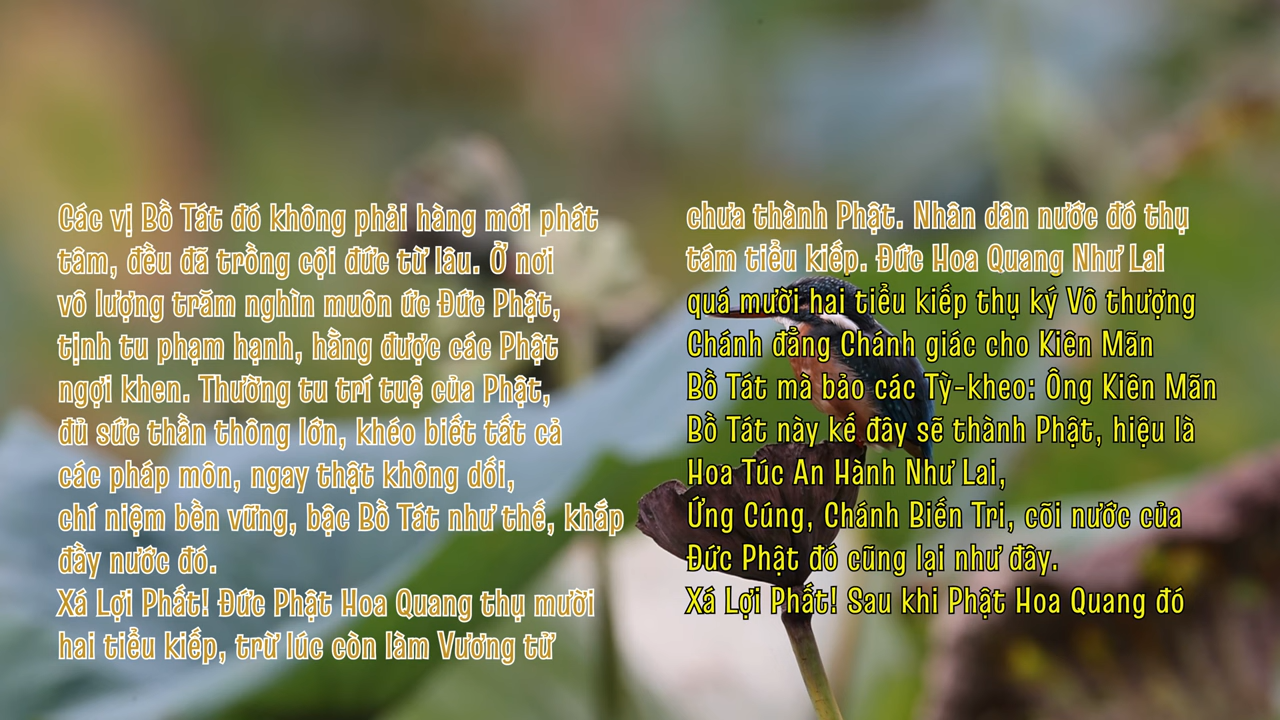 Các vị Bồ Tát đó không phải hàng mới phát
tâm, đều đã trồng cội đức từ lâu. Ở nơi
vô lượng trăm nghìn muôn ức Đức Phật,
tịnh tu phạm hạnh, hằng được các Phật
ngợi khen. Thường tu trí tuệ của Phật,
đủ sức thần thông lớn, khéo biết tất cả
các pháp môn, ngay thật không dối,
chí niệm bền vững, bậc Bồ Tát như thế, khắp
đầy nước đó.
Xá Lợi Phất! Đức Phật Hoa Quang thụ mười
hai tiểu kiếp, trừ lúc còn làm Vương tử
chưa thành Phật. Nhân dân nước đó thụ
tám tiểu kiếp. Đức Hoa Quang Như Lai
quá mười hai tiểu kiếp thụ ký Vô thượng
Chánh đẳng Chánh giác cho Kiên Mãn
Bồ Tát mà bảo các Tỳ-kheo: Ông Kiên Mãn
Bồ Tát này kế đây sẽ thành Phật, hiệu là
Hoa Túc An Hành Như Lai,
Ứng Cúng, Chánh Biến Tri, cõi nước của
Đức Phật đó cũng lại như đây.
Xá Lợi Phất! Sau khi Phật Hoa Quang đó